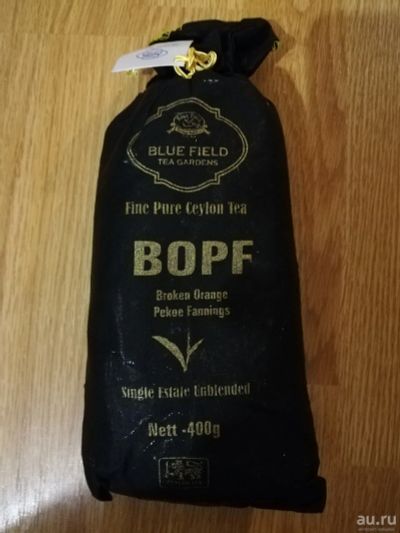 BLUE FIELD
TEA GARDENS
Fine Pure Ceylon Tea
BOPF
Broken Orange
Pekoe Fannings
Single Estate Unblended
Nett -400g
au.ru